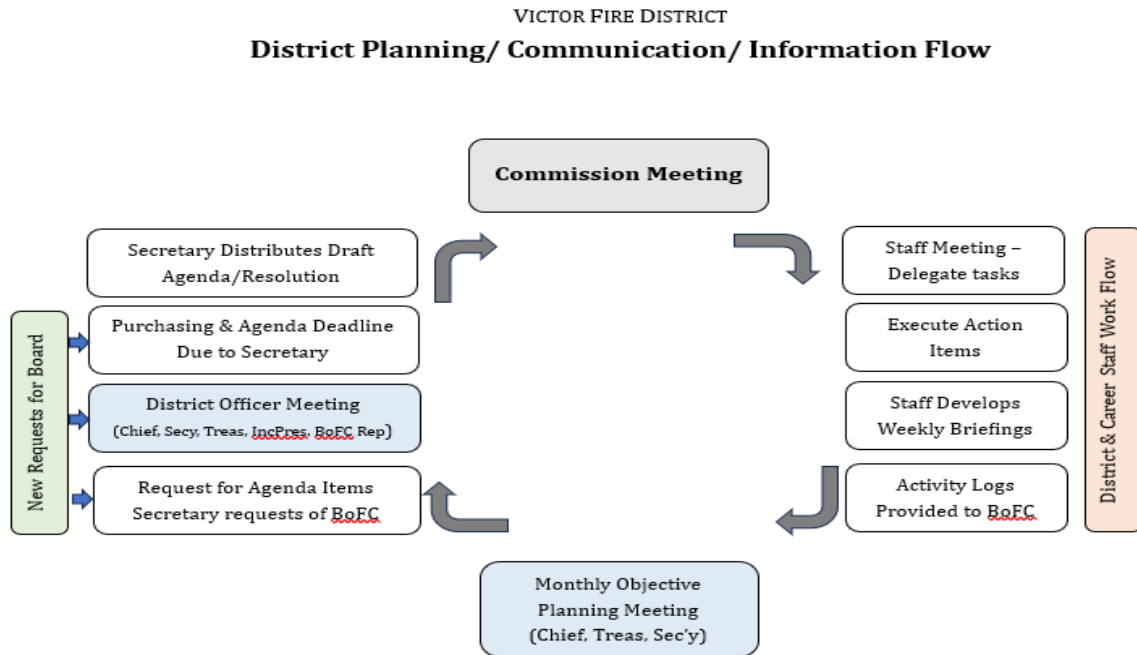 VICTOR FIRE DISTRICT
District Planning/ Communication/ Information Flow
Commission Meeting
Secretary Distributes Draft
Agenda/Resolution
Purchasing & Agenda Deadline
Due to Secretary
District Officer Meeting
(Chief, Secy, Treas, IncPres, BoFC Rep)
Request for Agenda Items
Secretary requests of BoFC
New Requests for Board
Staff Meeting –
Delegate tasks
Execute Action
Items
Staff Develops
Weekly Briefings
Activity Logs
Provided to BoFC
District & Career Staff Work Flow
Monthly Objective
Planning Meeting
(Chief, Treas, Sec'y)